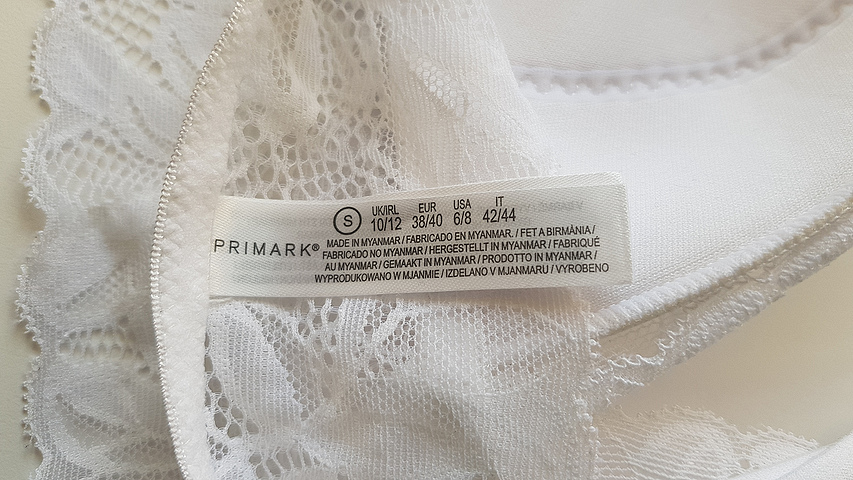 S UK/IRL EUR USA IT
10/12 38/40 6/8 42/44
PRIMARK®
MADE IN MYANMAR / FABRICADO EN MYANMAR. / FET A BIRMÀNIA /
FABRICADO NO MYANMAR / HERGESTELLT IN MYANMAR / FABRIQUÉ
AU MYANMAR / GEMAAKT IN MYANMAR / PRODOTTO IN MYANMAR /
WYPRODUKOWANO W MJANMIE / IZDELANO V MJANMARU / VYROBENO